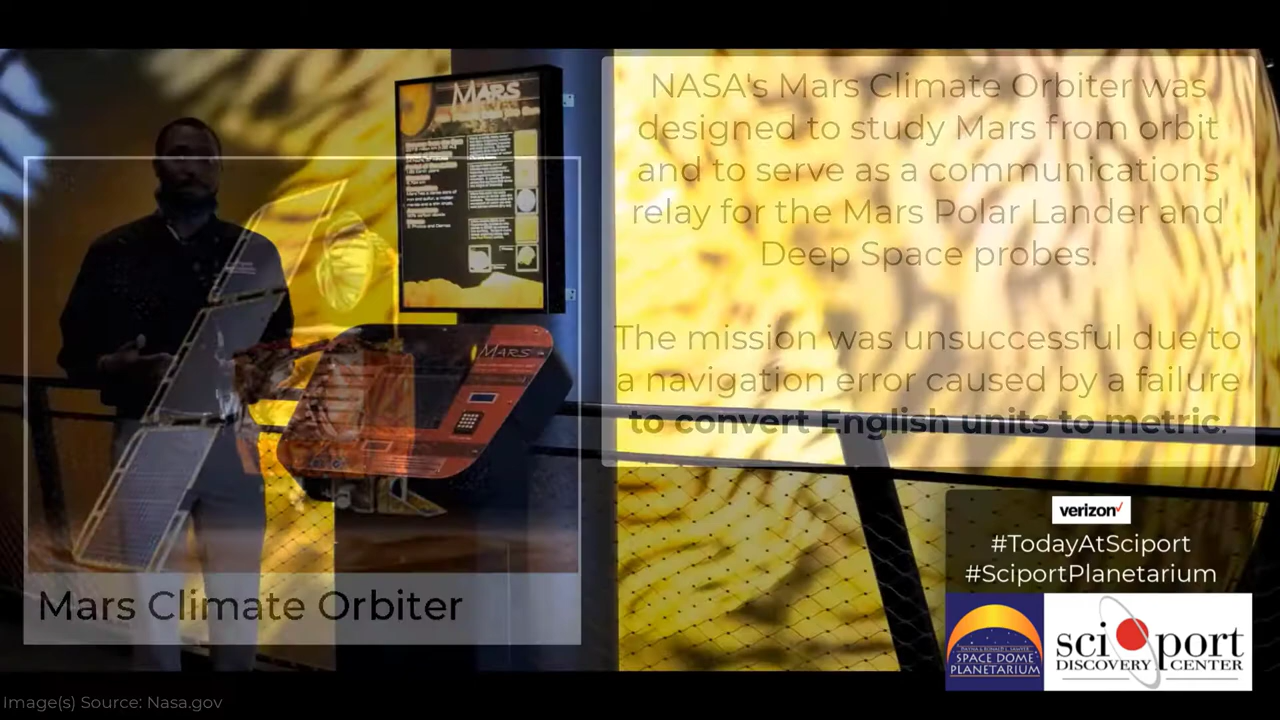 MARS
MARS
NASA's Mars Climate Orbiter was
designed to study Mars from orbit
and to serve as a communications
relay for the Mars Polar Lander and
Deep Space probes.
The mission was unsuccessful due to
a navigation error caused by a failure
to convert English units to metric.
Mars Climate Orbiter
verizon
#TodayAtSciport
#SciportPlanetarium
SPACE DOME
PLANETARIUM
sci port
DISCOVERY CENTER
Image(s) Source: Nasa.gov